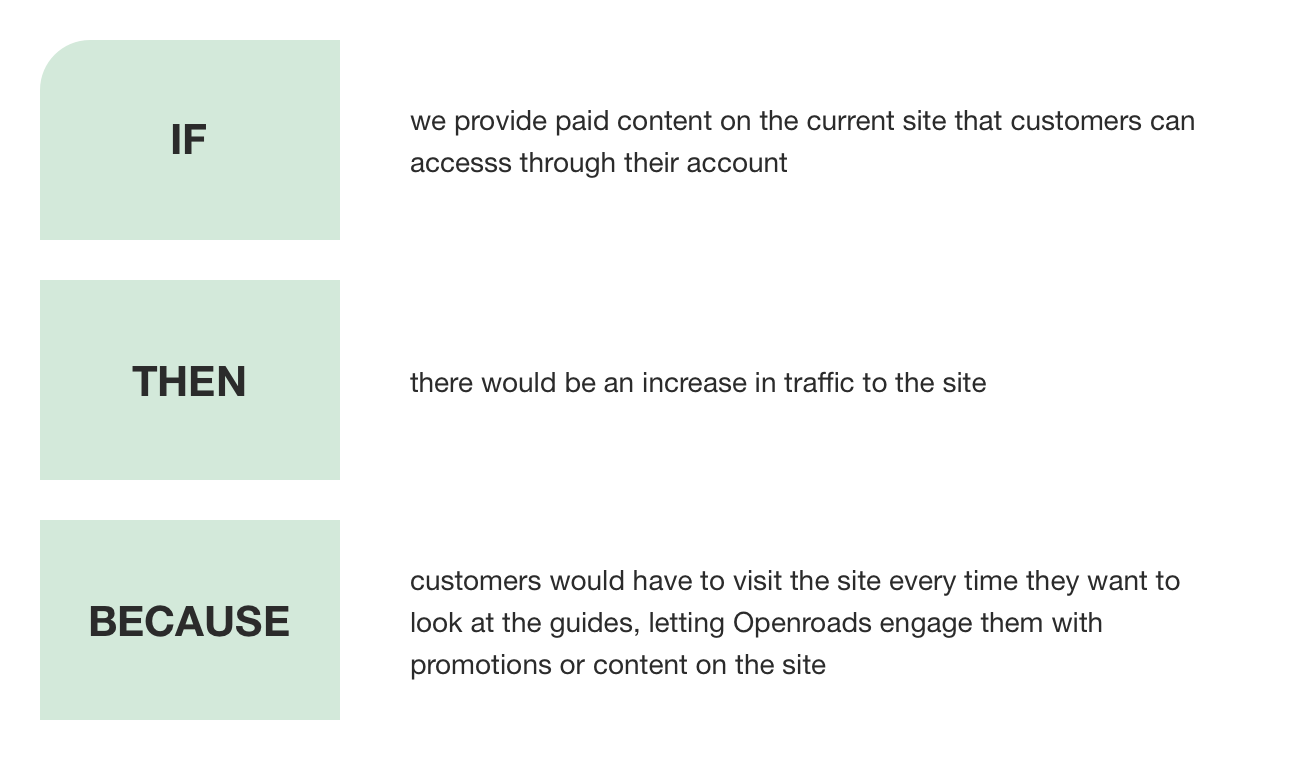 IF
we provide paid content on the current site that customers can
accesss through their account
THEN
there would be an increase in traffic to the site
BECAUSE
customers would have to visit the site every time they want to
look at the guides, letting Openroads engage them with
promotions or content on the site